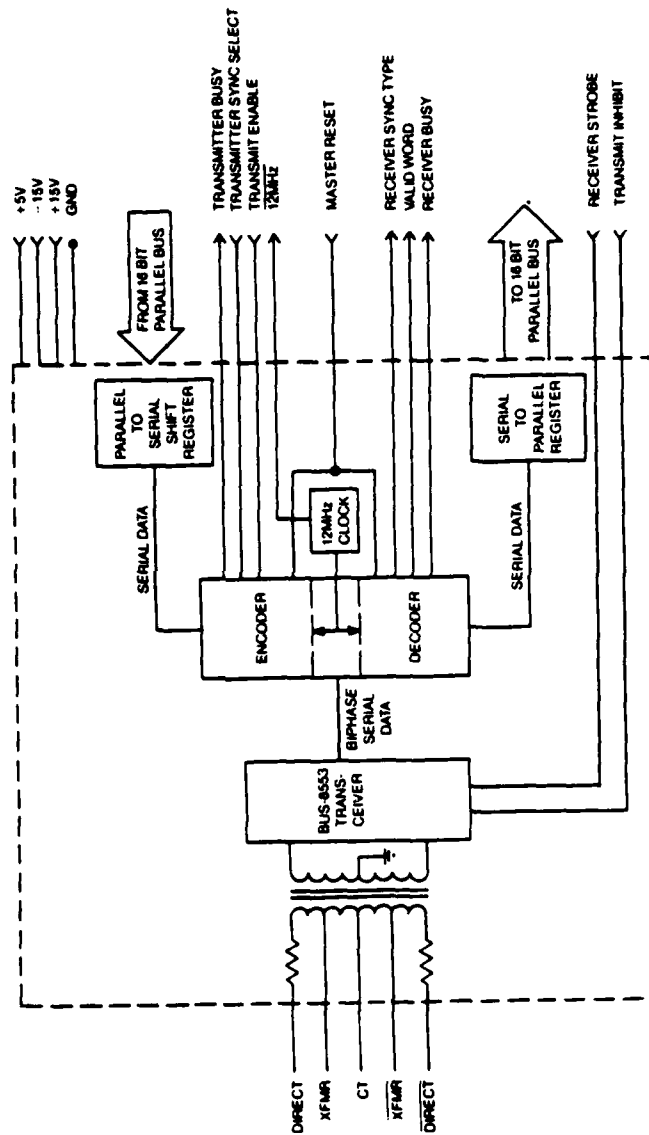 +5V
-15V
+15V
GND
FROM 16 BIT
PARALLEL BUS
PARALLEL
TO
SERIAL
SHIFT
REGISTER
SERIAL DATA
TRANSMITTER BUSY
TRANSMITTER SYNC SELECT
TRANSMIT ENABLE
12MHz
MASTER RESET
12MHz
CLOCK
ENCODER
DECODER
RECEIVER SYNC TYPE
VALID WORD
RECEIVER BUSY
BIPHASE
SERIAL
DATA
BUS-8553
TRANS-
CEIVER
SERIAL DATA
SERIAL
TO
PARALLEL
REGISTER
TO 16 BIT
PARALLEL BUS
RECEIVER STROBE
TRANSMIT INHIBIT
DIRECT
XFMR
CT
XFMR
DIRECT